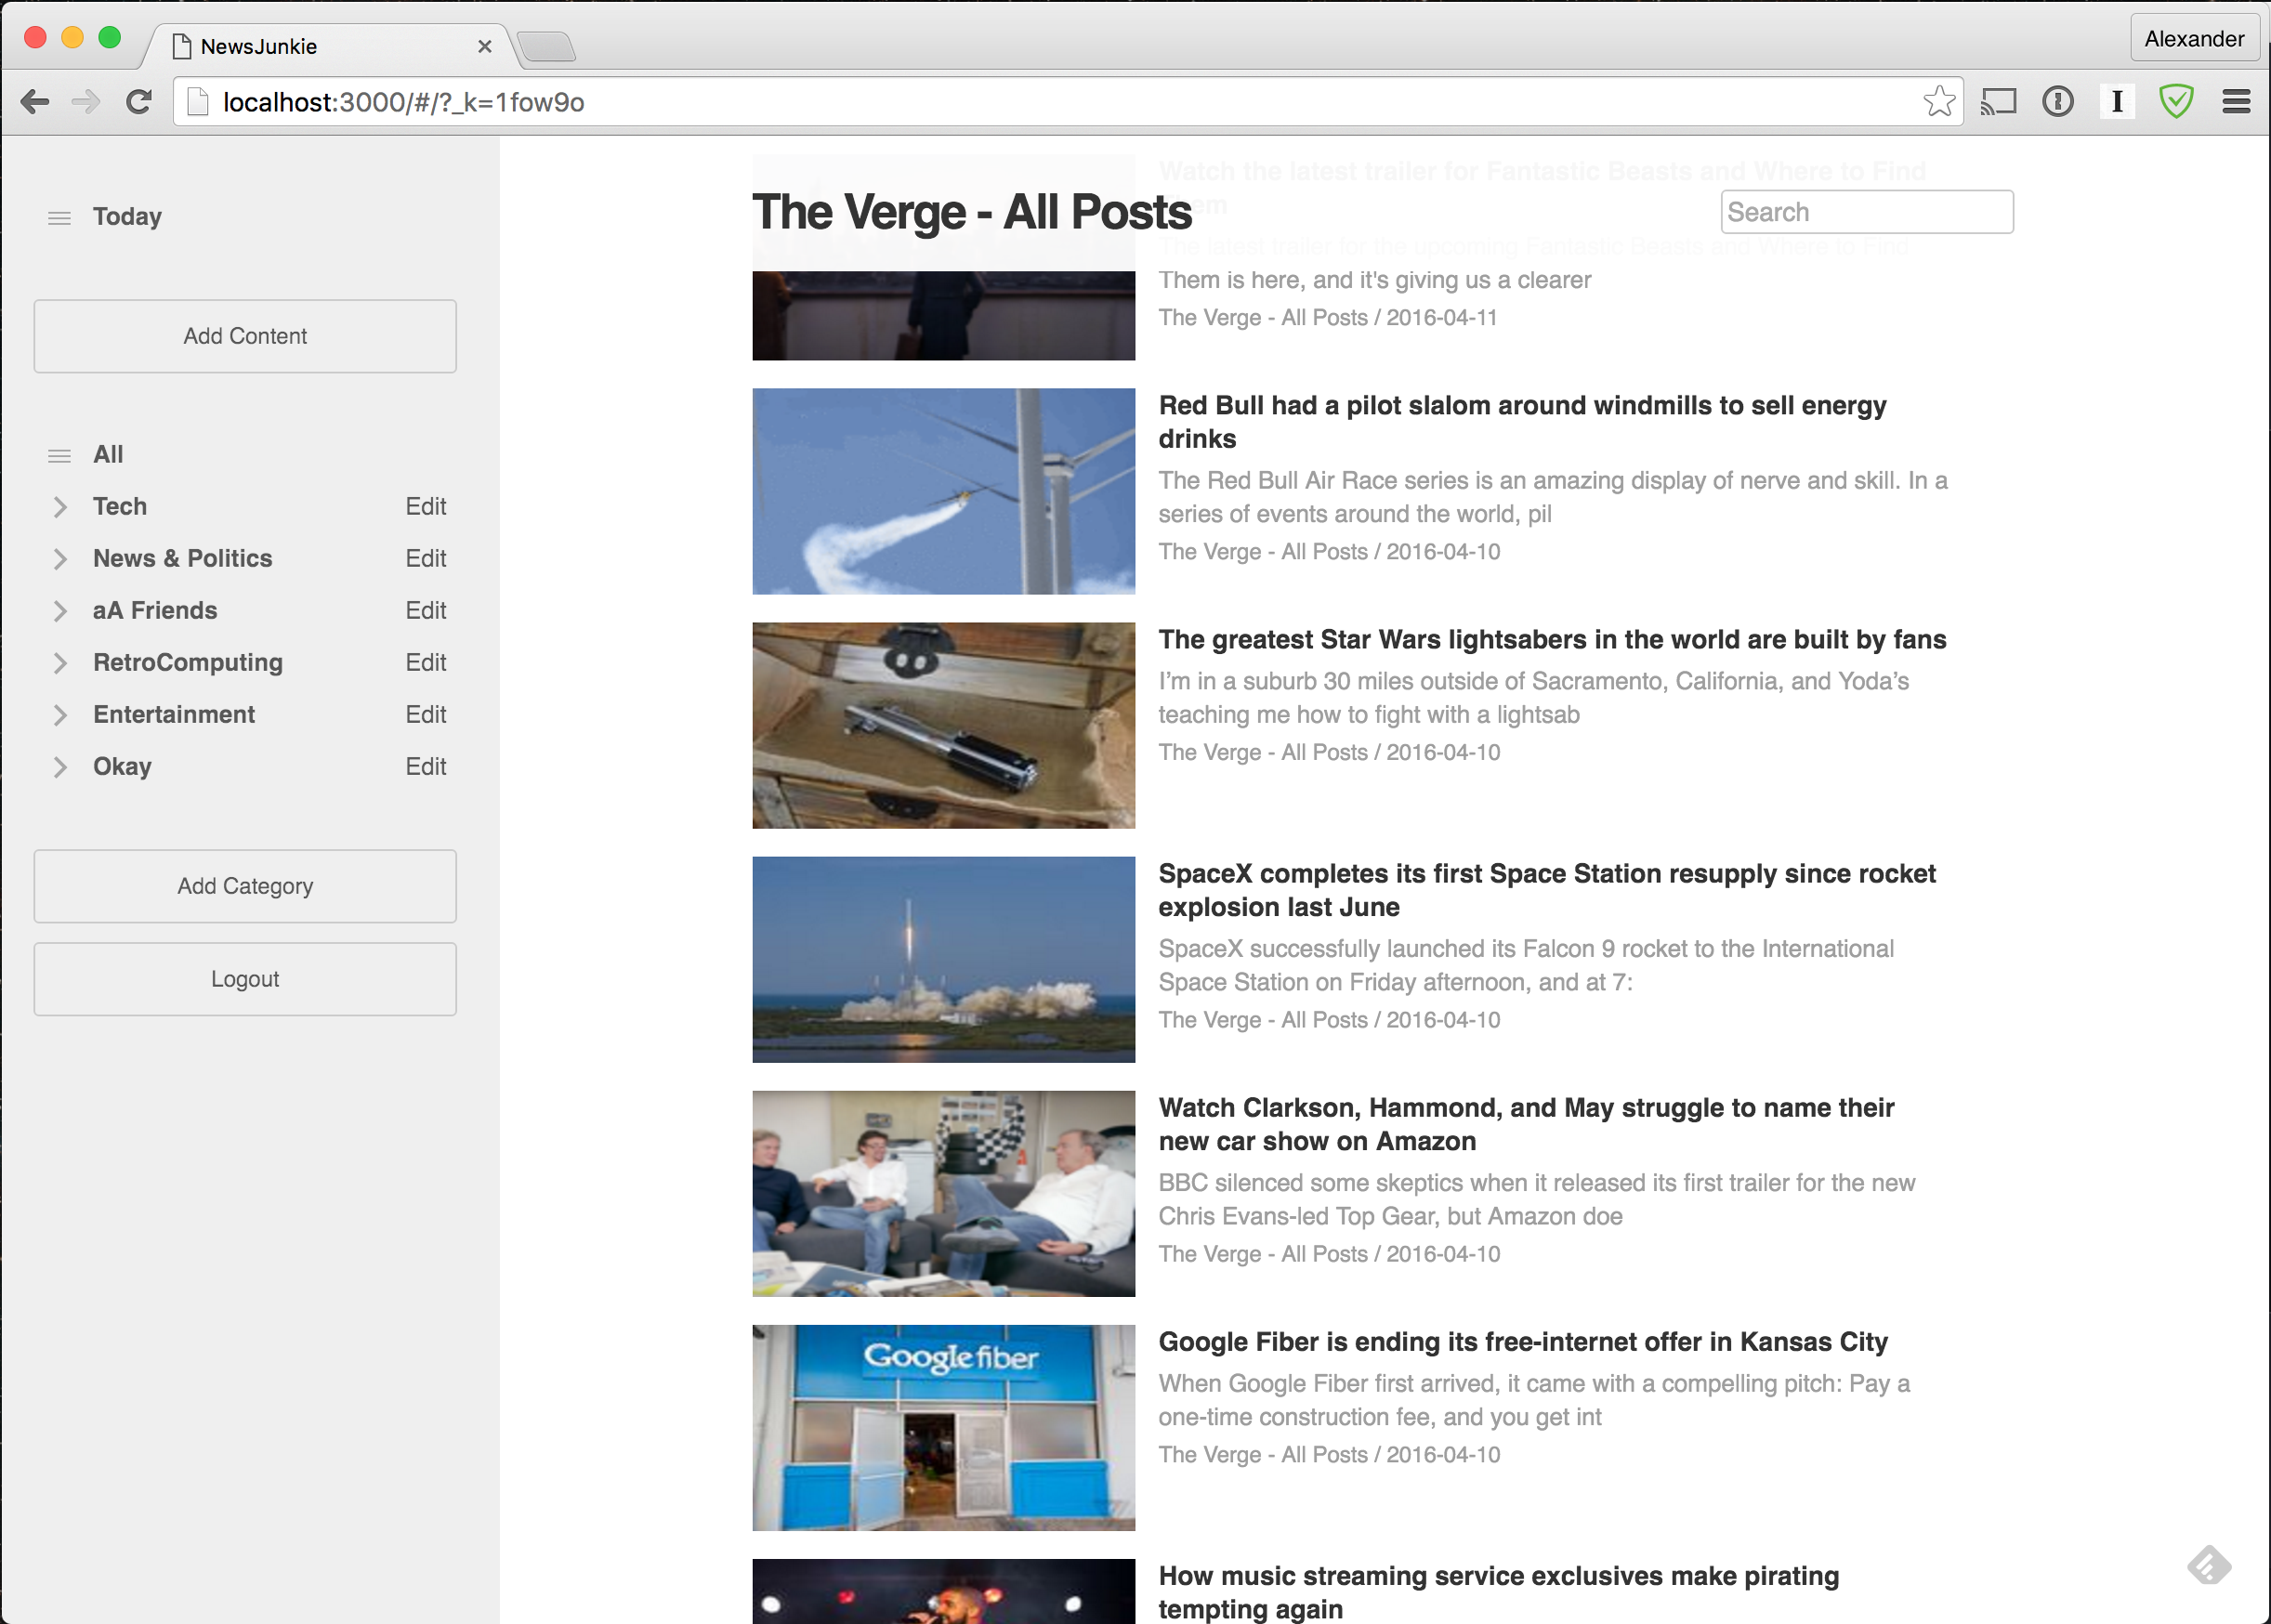 NewsJunkie
Alexander
localhost:3000/#/?_k=1fow9o
I
Today
Add Content
All
Tech Edit
News & Politics Edit
aA Friends Edit
RetroComputing Edit
Entertainment Edit
Okay Edit
Add Category
Logout
The Verge - All Posts
Search
Watch the latest trailer for Fantastic Beasts and Where to Find
The latest trailer for the upcoming Fantastic Beasts and Where to Find
Them is here, and it's giving us a clearer
The Verge - All Posts / 2016-04-11
Red Bull had a pilot slalom around windmills to sell energy
drinks
The Red Bull Air Race series is an amazing display of nerve and skill. In a
series of events around the world, pil
The Verge - All Posts / 2016-04-10
The greatest Star Wars lightsabers in the world are built by fans
I’m in a suburb 30 miles outside of Sacramento, California, and Yoda’s
teaching me how to fight with a lightsab
The Verge - All Posts / 2016-04-10
SpaceX completes its first Space Station resupply since rocket
explosion last June
SpaceX successfully launched its Falcon 9 rocket to the International
Space Station on Friday afternoon, and at 7:
The Verge - All Posts / 2016-04-10
Watch Clarkson, Hammond, and May struggle to name their
new car show on Amazon
BBC silenced some skeptics when it released its first trailer for the new
Chris Evans-led Top Gear, but Amazon doe
The Verge - All Posts / 2016-04-10
Google fiber
Google Fiber is ending its free-internet offer in Kansas City
When Google Fiber first arrived, it came with a compelling pitch: Pay a
one-time construction fee, and you get int
The Verge - All Posts / 2016-04-10
How music streaming service exclusives make pirating
tempting again